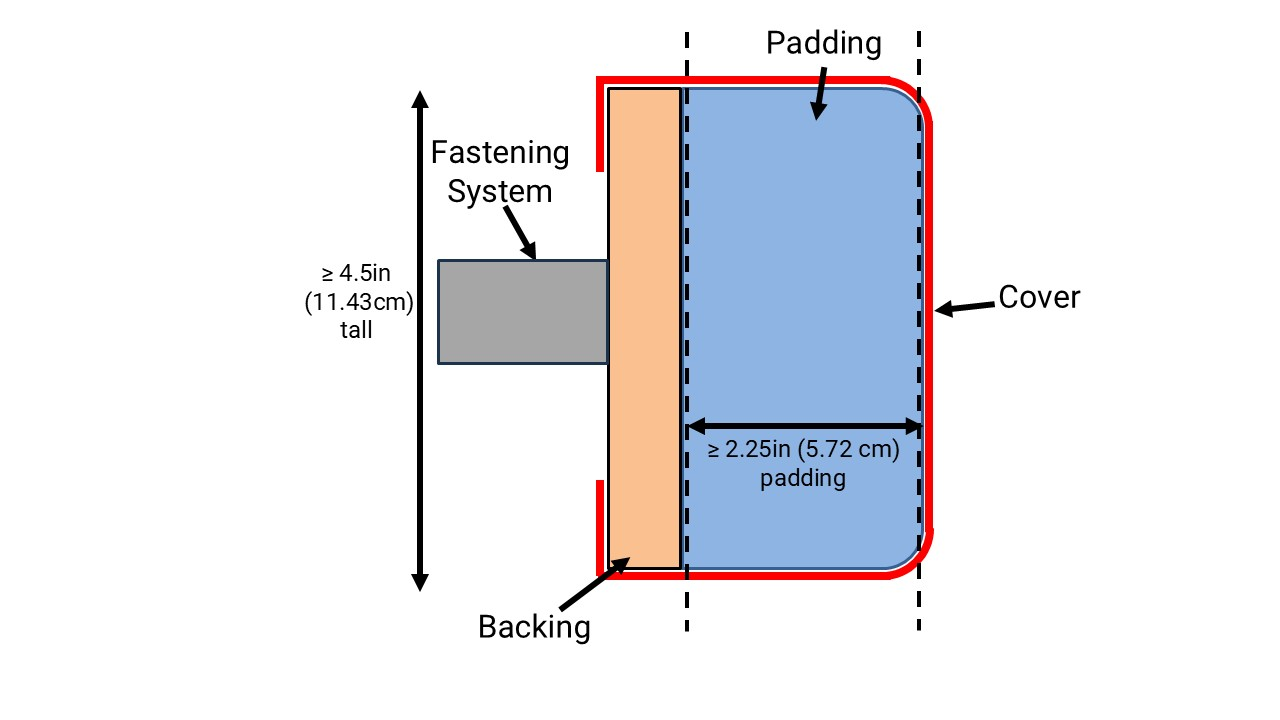 Padding
Fastening
System
≥ 4.5in
(11.43cm)
tall
Cover
≥ 2.25in (5.72 cm)
padding
Backing